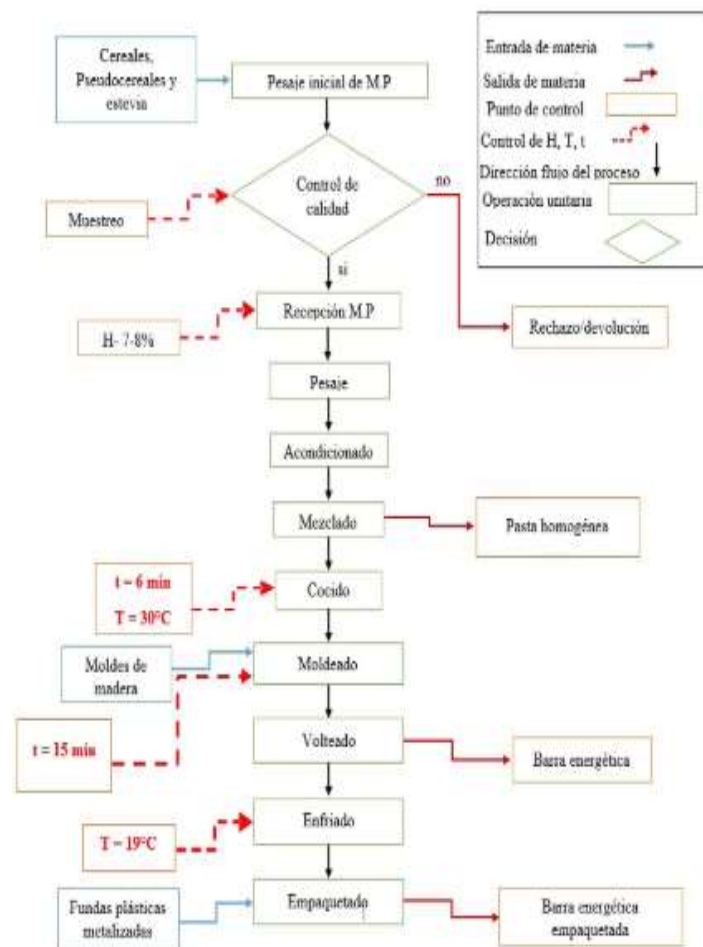 Cereales,
Pseudocereales y
estevia
Pesaje inicial de M.P
Entrada de materia
Salida de materia
Punto de control
Control de H, T, t
Dirección flujo del proceso
Operación unitaria
Decisión
Control de
calidad
no
Muestreo
si
H- 7-8%
Recepción M.P
Rechazo/devolución
Pesaje
Acondicionado
Mezclado
Pasta homogénea
t = 6 min
T = 30°C
Cocido
Moldes de
madera
Moldeado
t = 15 min
Volteado
Barra energética
T = 19°C
Enfriado
Fundas plásticas
metalizadas
Empaquetado
Barra energética
empaquetada